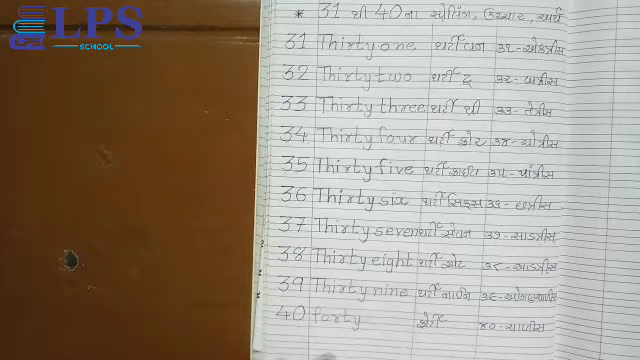 LPS
SCHOOL
* 31 થી 40 ના સ્પેલિંગ, ઉચ્ચાર, અર્થ
31 Thirty one થર્ટી વન ૩૧-એકત્રીસ
32 Thirty two થર્ટી ટુ ૩૨-બત્રીસ
33 Thirty three થર્ટી થ્રી ૩૩-તેત્રીસ
34 Thirty four થર્ટી ફોર ૩૪-ચોત્રીસ
35 Thirty five થર્ટી ફાઈવ ૩૫-પાંત્રીસ
36 Thirty six થર્ટી સિક્સ ૩૬-છત્રીસ
37 Thirty seven થર્ટી સેવન ૩૭-સાડત્રીસ
38 Thirty eight થર્ટી એટ ૩૮-આડત્રીસ
39 Thirty nine થર્ટી નાઈન ૩૯-ઓગણચાલીસ
40 forty ફોર્ટી ૪૦-ચાળીસ